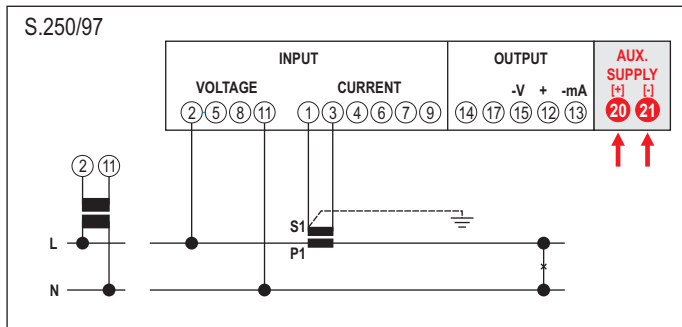 S.250/97
INPUT
OUTPUT
AUX.
SUPPLY
VOLTAGE
CURRENT
-V + -mA
[+] [-]
2 5 8 11
1 3 4 6 7 9
14 17 15 12 13
20 21
2 11
S1
L
P1
N